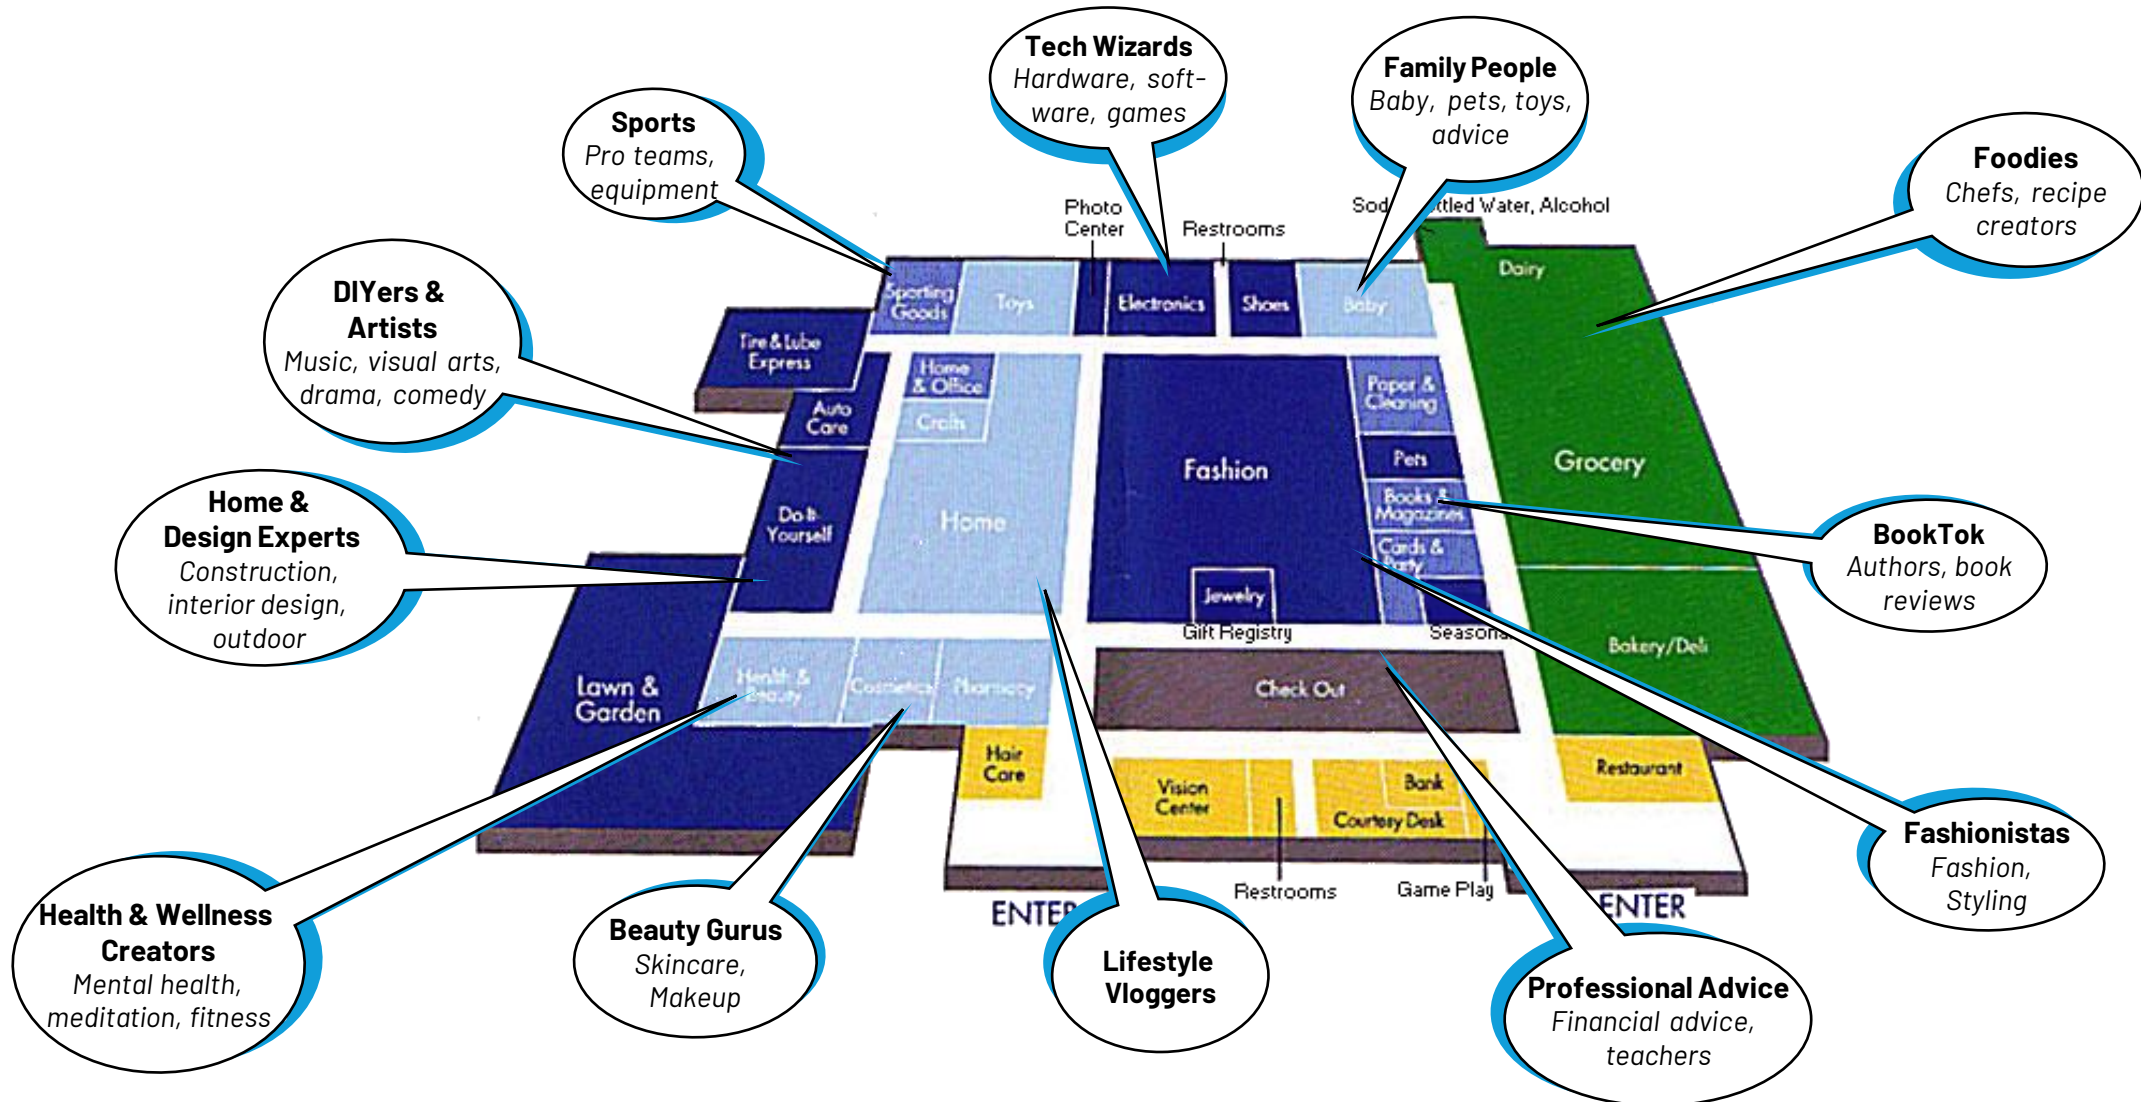 Tech Wizards
Hardware, soft-
ware, games
Family People
Baby, pets, toys,
advice
Sports
Pro teams,
equipment
Foodies
Chefs, recipe
creators
DIYers &
Artists
Music, visual arts,
drama, comedy
Home &
Design Experts
Construction,
interior design,
outdoor
BookTok
Authors, book
reviews
Fashionistas
Fashion,
Styling
Health & Wellness
Creators
Mental health,
meditation, fitness
Beauty Gurus
Skincare,
Makeup
Lifestyle
Vloggers
Professional Advice
Financial advice,
teachers
Photo
Center
Restrooms
Water, Alcohol
Sporting
Goods
Toys
Electronics
Shoes
Baby
Dairy
Tire & Lube
Express
Home
& Office
Crafts
Auto
Care
Paper &
Cleaning
Pets
Fashion
Grocery
Books &
Magazines
Do-It-
Yourself
Home
Cards &
Party
Jewelry
Gift Registry
Seasonal
Bakery/Deli
Lawn &
Garden
Health &
Beauty
Cosmetics
Pharmacy
Check Out
Hair
Care
Vision
Center
Bank
Courtesy Desk
Restaurant
Restrooms
Game Play
ENTER
ENTER